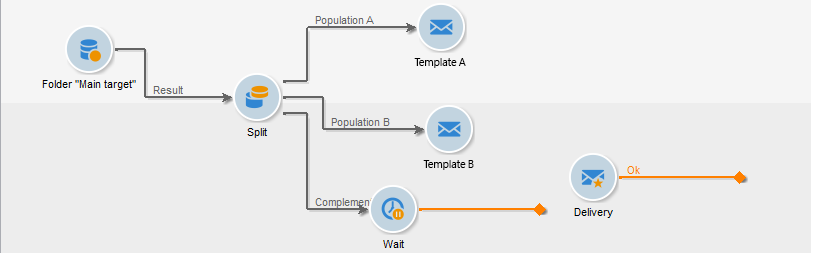 Population A
Template A
Folder "Main target"
Result
Split
Population B
Template B
Ok
Complemen
Delivery
Wait